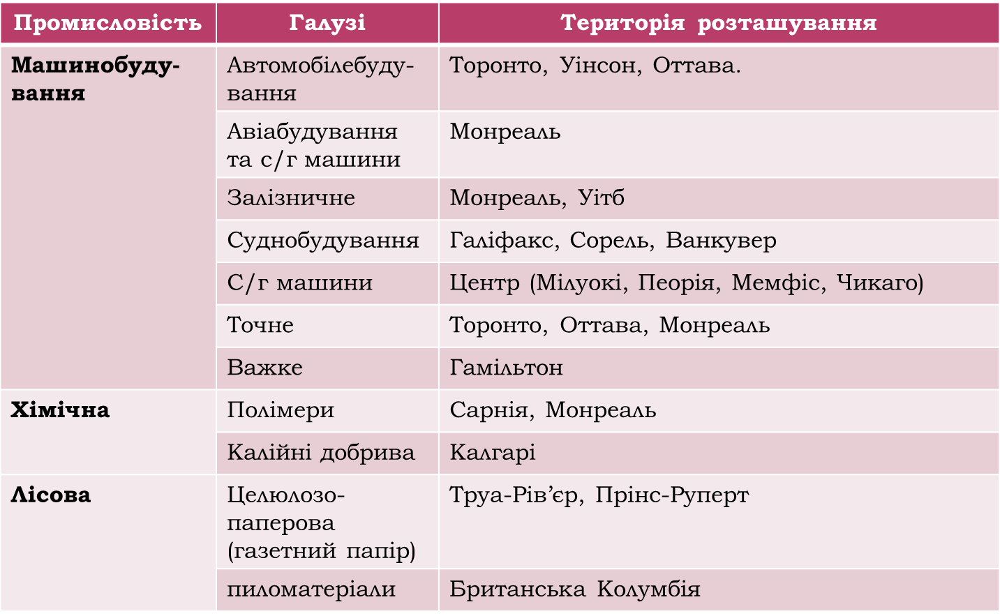 Промисловість Галузі Територія розташування
Машинобуду-
вання
Автомобілебуду-
вання
Торонто, Уінсон, Оттава.
Авіабудування
та с/г машини
Монреаль
Залізничне Монреаль, Уітб
Суднобудування Галіфакс, Сорель, Ванкувер
С/г машини Центр (Мілуокі, Пеорія, Мемфіс, Чикаго)
Точне Торонто, Оттава, Монреаль
Важке Гамільтон
Хімічна Полімери Сарнія, Монреаль
Калійні добрива Калгарі
Лісова
Целюлозо-
паперова
(газетний папір)
Труа-Рів’єр, Прінс-Руперт
пиломатеріали Британська Колумбія